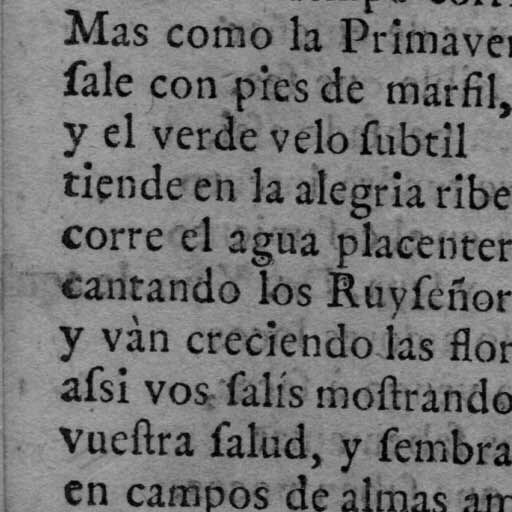 Mas como la Primaver
ſale con pies de marfil,
y el verde velo ſubtil
tiende en la alegria ribe
corre el agua placenter
cantando los Ruyſeñor
y vàn creciendo las flor
aſsi vos ſalís moſtrando
vueſtra ſalud, y ſembra
en campos de almas am